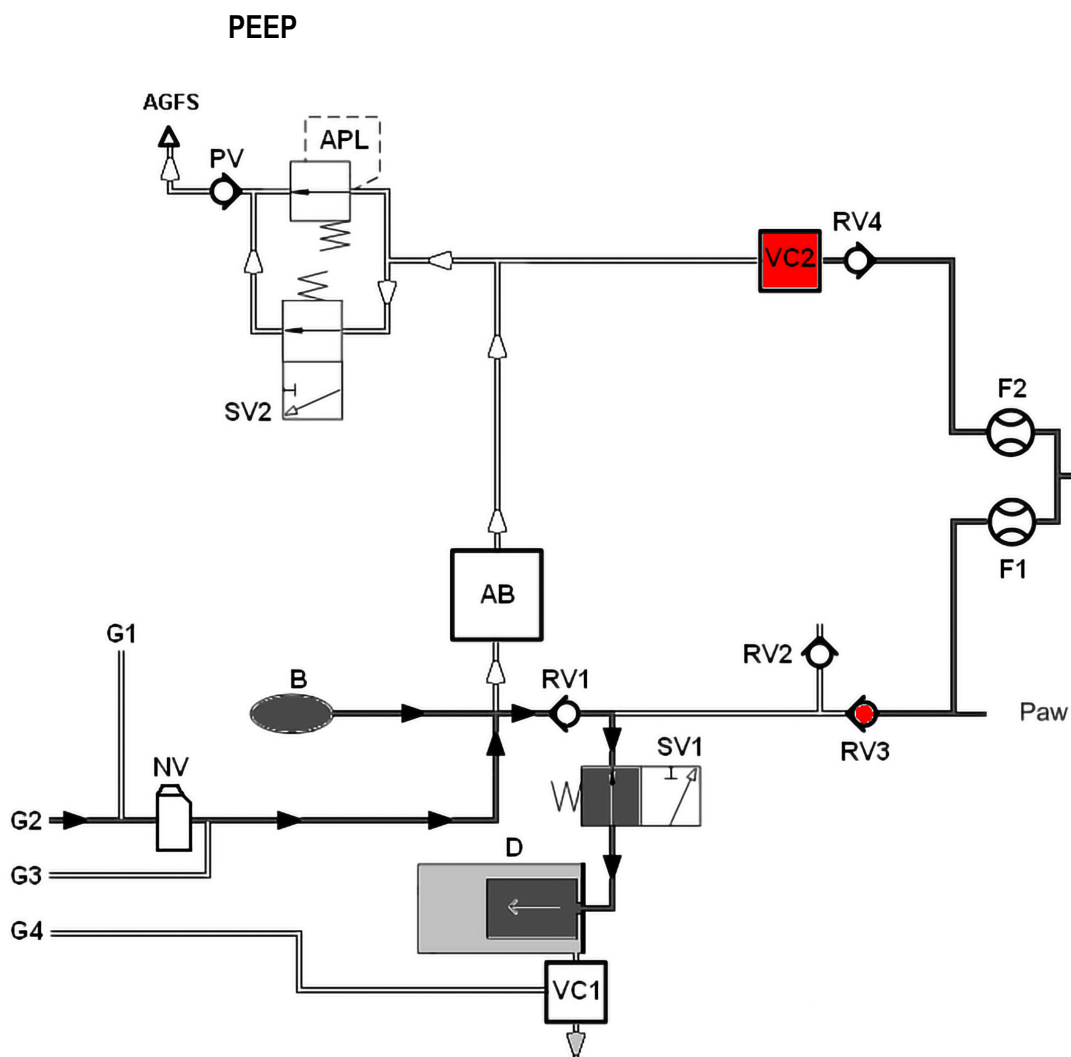 PEEP
AGFS
PV
APL
VC2
RV4
SV2
F2
F1
AB
G1
B
RV1
RV2
RV3
Paw
NV
SV1
G2
D
G3
G4
VC1